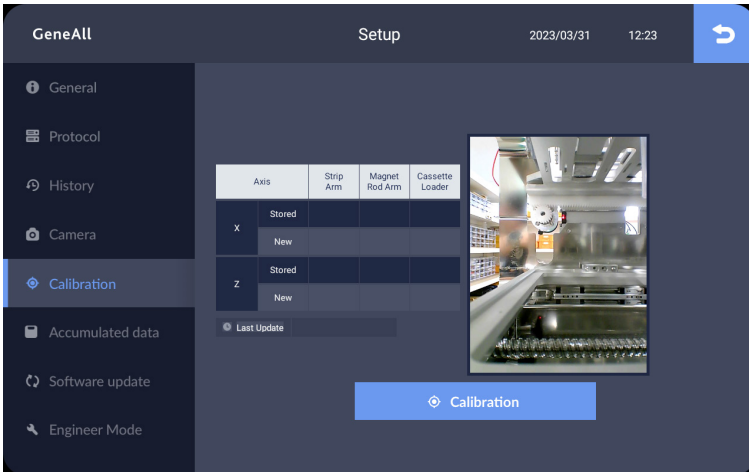 GeneAll
Setup
2023/03/31
12:23
General
Protocol
History
Camera
Calibration
Accumulated data
Software update
Engineer Mode
Axis
Strip
Arm
Magnet
Rod Arm
Cassette
Loader
X
Stored
New
Z
Stored
New
Last Update
Calibration